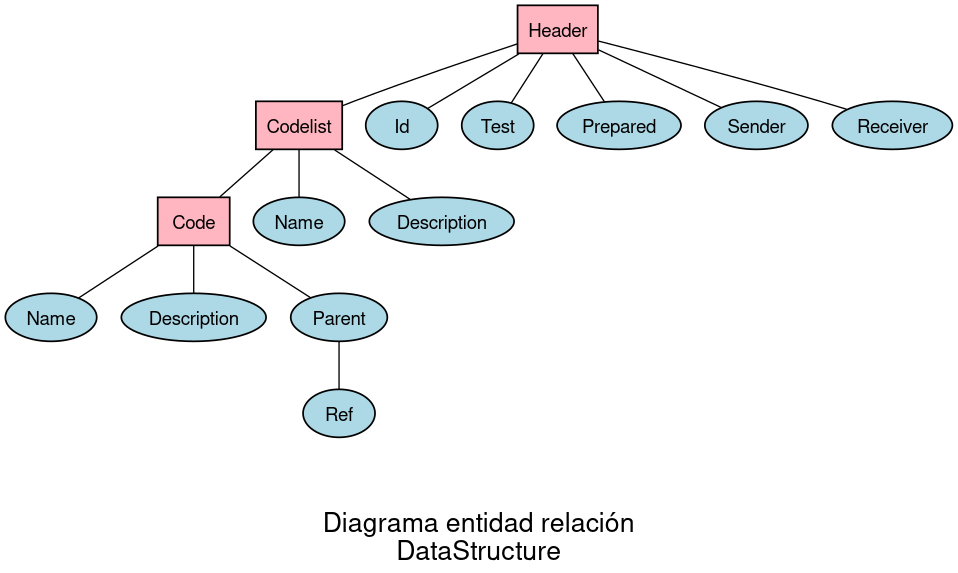 Header
Codelist
Id
Test
Prepared
Sender
Receiver
Code
Name
Description
Name
Description
Parent
Ref
Diagrama entidad relación
DataStructure